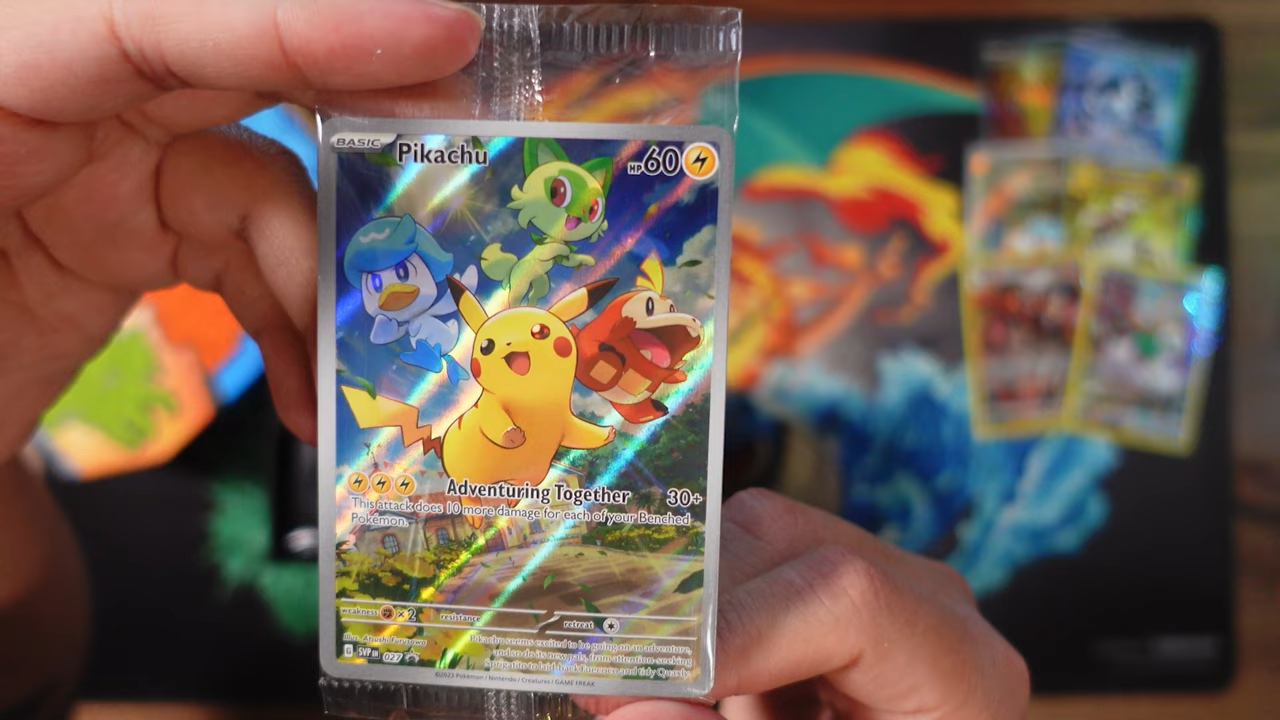 BASIC Pikachu HP 60
Adventuring Together 30+
This attack does 10 more damage for each of your Benched
Pokémon.
weakness ×2 resistance retreat
Illus. Atsushi Furusawa
Pikachu seems excited to be going on an adventure,
and so do its new pals, from attention-seeking
Sprigatito to laid-back Fuecoco and tidy Quaxly.
G SVP EN 027
©2023 Pokémon / Nintendo / Creatures / GAME FREAK